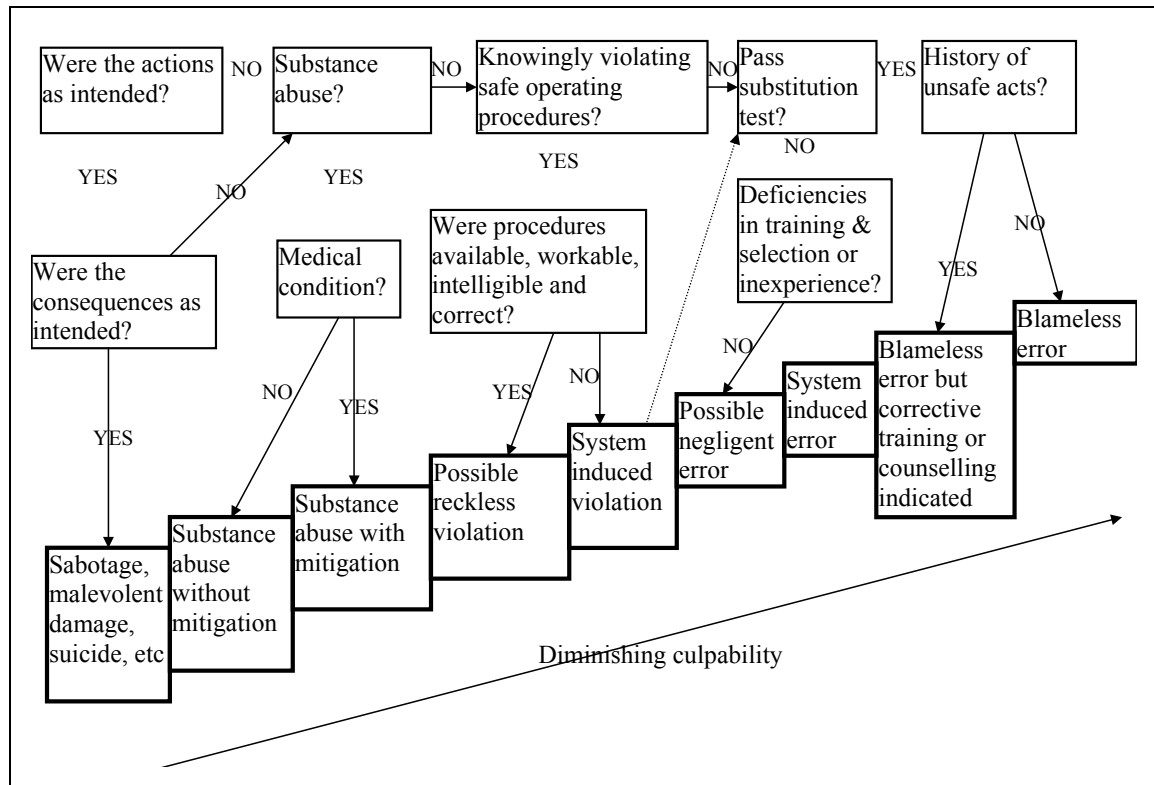 Were the actions
as intended?
NO
Substance
abuse?
NO
Knowingly violating
safe operating
procedures?
NO
Pass
substitution
test?
YES
History of
unsafe acts?
YES
NO
YES
YES
NO
Were the
consequences as
intended?
Medical
condition?
Were procedures
available, workable,
intelligible and
correct?
Deficiencies
in training &
selection or
inexperience?
YES
NO
YES
NO
YES
YES
NO
NO
Sabotage,
malevolent
damage,
suicide, etc
Substance
abuse
without
mitigation
Substance
abuse with
mitigation
Possible
reckless
violation
System
induced
violation
Possible
negligent
error
System
induced
error
Blameless
error but
corrective
training or
counselling
indicated
Blameless
error
Diminishing culpability